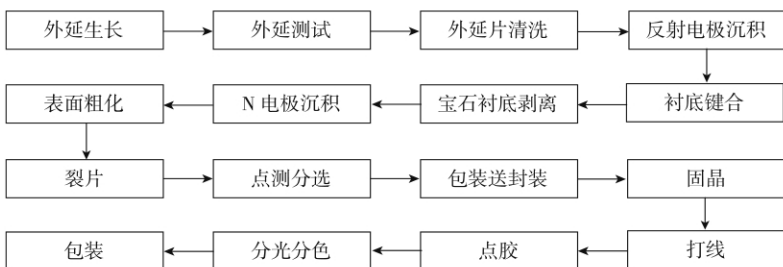 外延生长
外延测试
外延片清洗
反射电极沉积
表面粗化
N 电极沉积
宝石衬底剥离
衬底键合
裂片
点测分选
包装送封装
固晶
包装
分光分色
点胶
打线